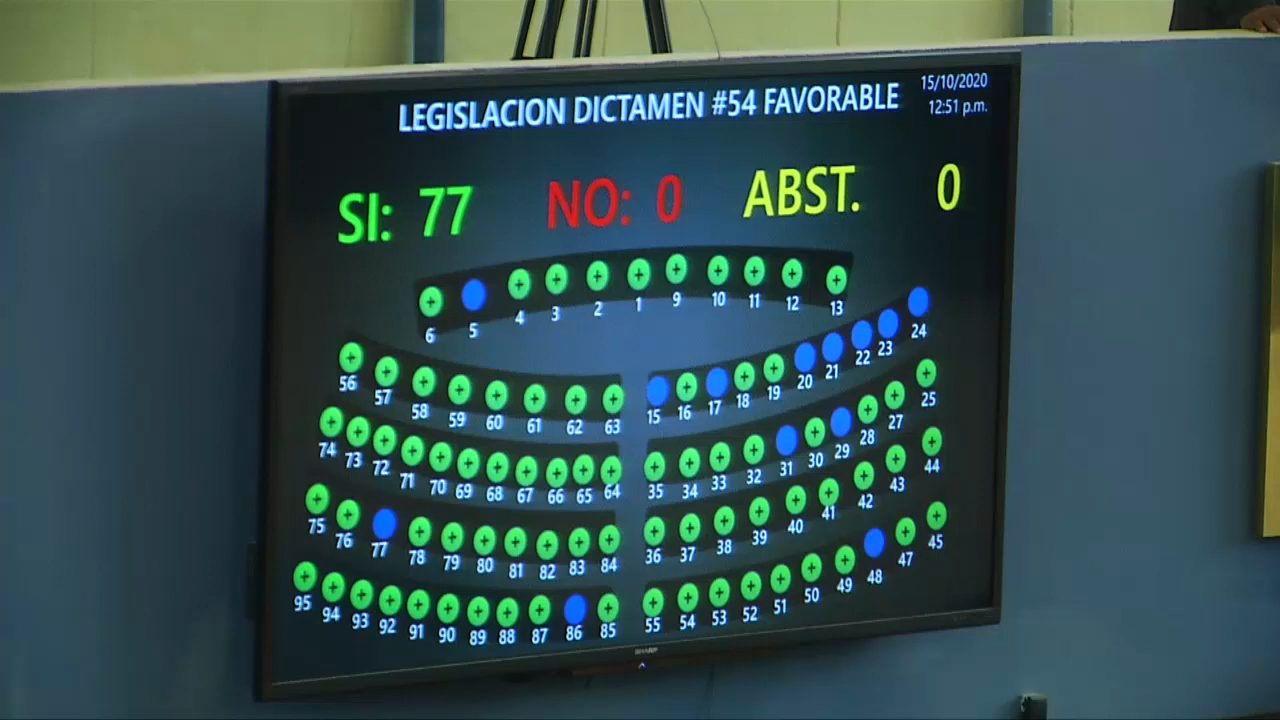 LEGISLACION DICTAMEN #54 FAVORABLE
15/10/2020
12:51 p.m.
SI: 77 NO: 0 ABST. 0
6 5 4 3 2 1 9 10 11 12 13
56 57 58 59 60 61 62 63 15 16 17 18 19 20 21 22 23 24
74 73 72 71 70 69 68 67 66 65 64 35 34 33 32 31 30 29 28 27 25
75 76 77 78 79 80 81 82 83 84 36 37 38 39 40 41 42 43 44
95 94 93 92 91 90 89 88 87 86 85 55 54 53 52 51 50 49 48 47 45
SHARP